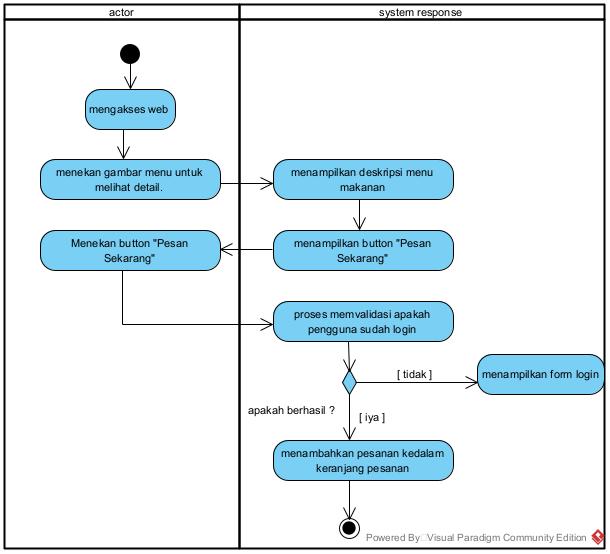 actor
system response
mengakses web
menekan gambar menu untuk
melihat detail.
menampilkan deskripsi menu
makanan
Menekan button "Pesan
Sekarang"
menampilkan button "Pesan
Sekarang"
proses memvalidasi apakah
pengguna sudah login
[ tidak ]
menampilkan form login
apakah berhasil ?
[ iya ]
menambahkan pesanan kedalam
keranjang pesanan
Powered By Visual Paradigm Community Edition